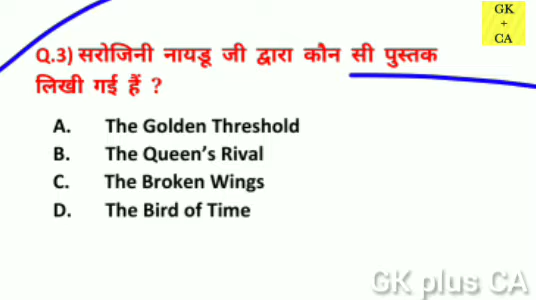 GK
+
CA
Q.3) सरोजिनी नायडू जी द्वारा कौन सी पुस्तक
लिखी गई हैं ?
A. The Golden Threshold
B. The Queen’s Rival
C. The Broken Wings
D. The Bird of Time
GK plus CA